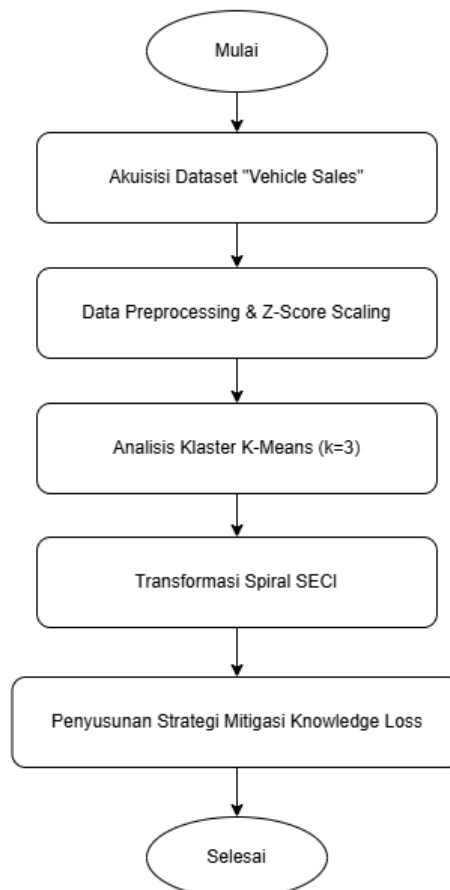 Mulai
Akuisisi Dataset "Vehicle Sales"
Data Preprocessing & Z-Score Scaling
Analisis Klaster K-Means (k=3)
Transformasi Spiral SECI
Penyusunan Strategi Mitigasi Knowledge Loss
Selesai